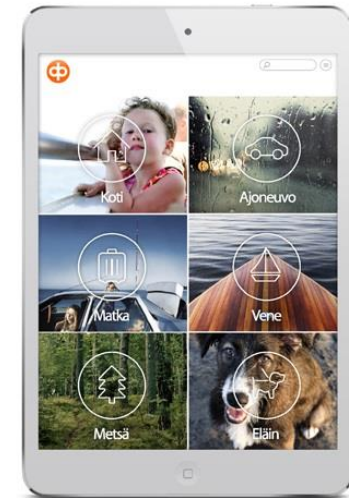 Koti
Ajoneuvo
Matka
Vene
Metsä
Eläin